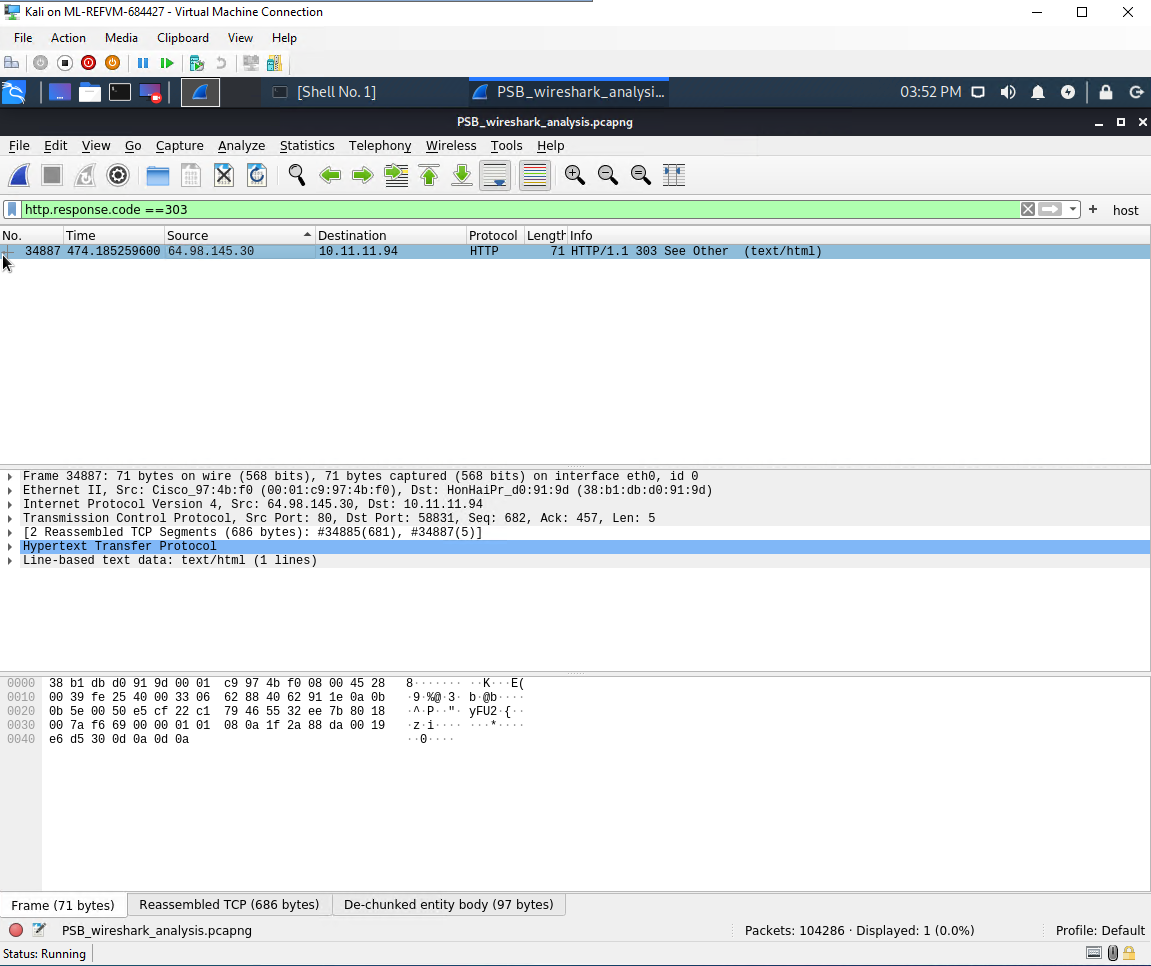 Kali on ML-REFVM-684427 - Virtual Machine Connection
File Action Media Clipboard View Help
[Shell No. 1] PSB_wireshark_analysi... 03:52 PM
PSB_wireshark_analysis.pcapng
File Edit View Go Capture Analyze Statistics Telephony Wireless Tools Help
http.response.code ==303 + host
No. Time Source Destination Protocol Length Info
34887 474.185259600 64.98.145.30 10.11.11.94 HTTP 71 HTTP/1.1 303 See Other (text/html)
Frame 34887: 71 bytes on wire (568 bits), 71 bytes captured (568 bits) on interface eth0, id 0
Ethernet II, Src: Cisco_97:4b:f0 (00:01:c9:97:4b:f0), Dst: HonHaiPr_d0:91:9d (38:b1:db:d0:91:9d)
Internet Protocol Version 4, Src: 64.98.145.30, Dst: 10.11.11.94
Transmission Control Protocol, Src Port: 80, Dst Port: 58831, Seq: 682, Ack: 457, Len: 5
[2 Reassembled TCP Segments (686 bytes): #34885(681), #34887(5)]
Hypertext Transfer Protocol
Line-based text data: text/html (1 lines)
0000 38 b1 db d0 91 9d 00 01 c9 97 4b f0 08 00 45 28 8······· ··K···E(
0010 00 39 fe 25 40 00 33 06 62 88 40 62 91 1e 0a 0b ·9·%@·3· b·@b····
0020 0b 5e 00 50 e5 cf 22 c1 79 46 55 32 ee 7b 80 18 ·^·P··"· yFU2·{··
0030 00 7a f6 69 00 00 01 01 08 0a 1f 2a 88 da 00 19 ·z·i···· ···*····
0040 e6 d5 30 0d 0a 0d 0a ··0····
Frame (71 bytes) Reassembled TCP (686 bytes) De-chunked entity body (97 bytes)
PSB_wireshark_analysis.pcapng Packets: 104286 · Displayed: 1 (0.0%) Profile: Default
Status: Running